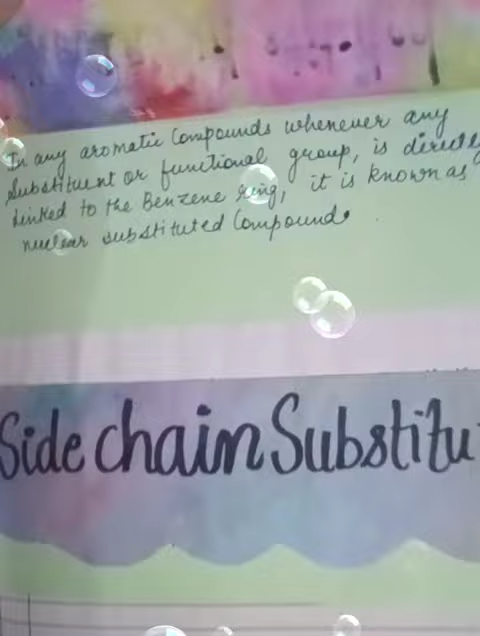 In any aromatic Compounds whenever any
Substituent or functional group, is directly
linked to the Benzene ring, it is known as
nuclear substituted Compound.
Side chain Substitu